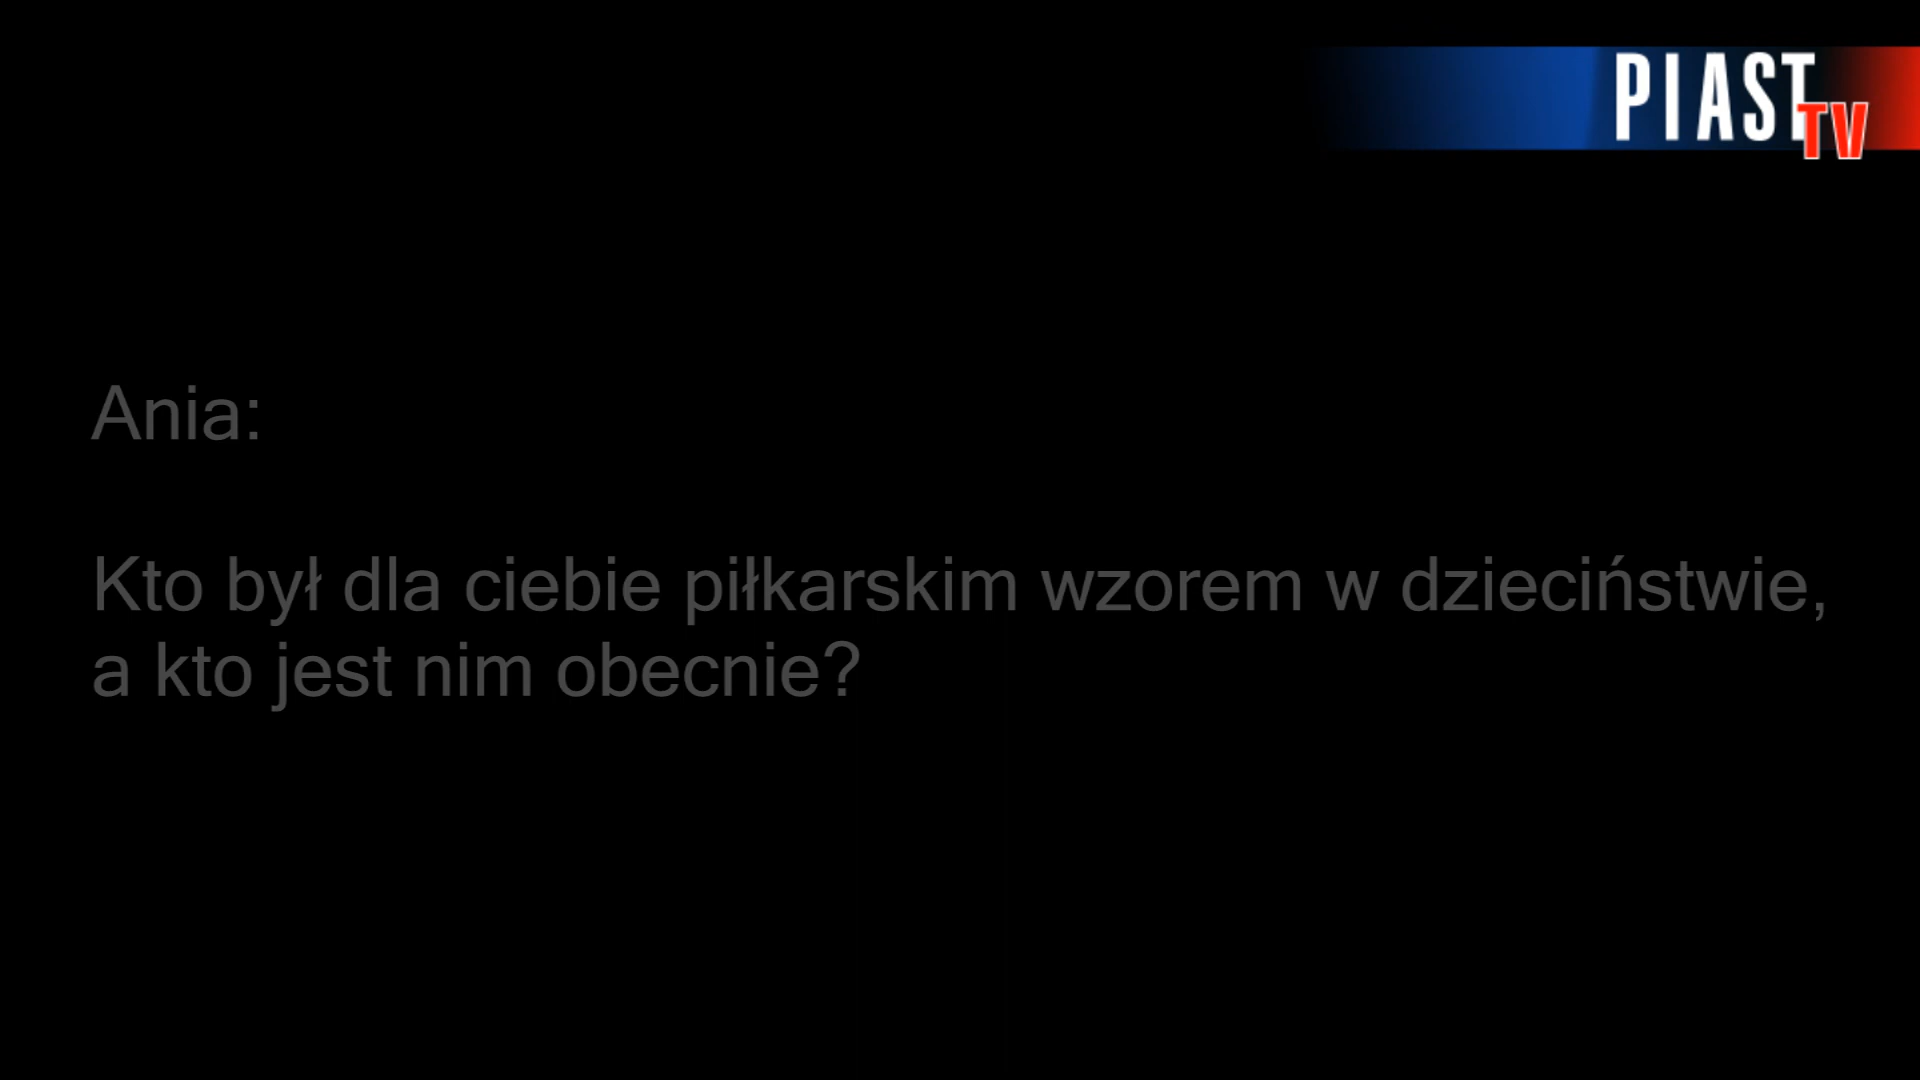 PIAST
TV
Ania:
Kto był dla ciebie piłkarskim wzorem w dzieciństwie,
a kto jest nim obecnie?